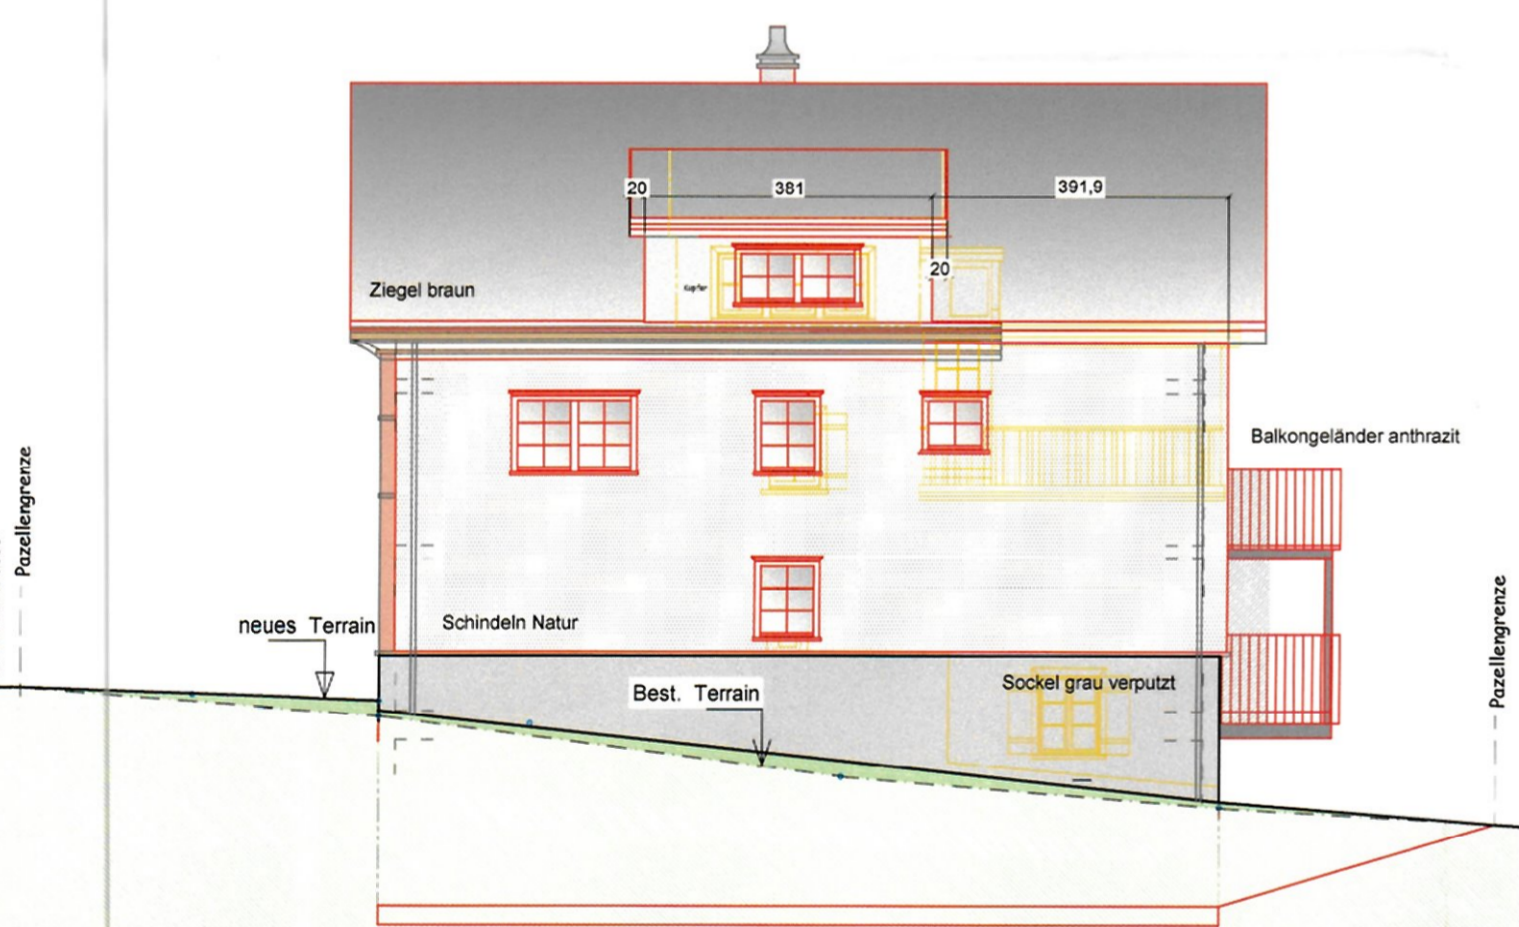 20
381
391,9
20
Ziegel braun
Kupfer
Balkongeländer anthrazit
Pazellengrenze
Schindeln Natur
neues Terrain
Pazellengrenze
Sockel grau verputzt
Best. Terrain